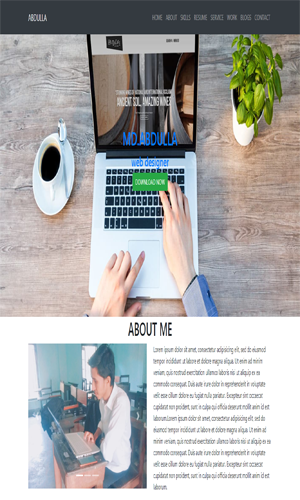 ABDULLA
HOME ABOUT SKILLS RESUME SERVICE WORK BLOGS CONTACT
ANCIENT SOIL, AMAZING WINES
MD.ABDULLA
web designer
DOWNLOAD NOW
ABOUT ME
Lorem ipsum dolor sit amet, consectetur adipisicing elit, sed do eiusmod
tempor incididunt ut labore et dolore magna aliqua. Ut enim ad minim
veniam, quis nostrud exercitation ullamco laboris nisi ut aliquip ex ea
commodo consequat. Duis aute irure dolor in reprehenderit in voluptate
velit esse cillum dolore eu fugiat nulla pariatur. Excepteur sint occaecat
cupidatat non proident, sunt in culpa qui officia deserunt mollit anim id est
laborum.Lorem ipsum dolor sit amet, consectetur adipisicing elit, sed do
eiusmod tempor incididunt ut labore et dolore magna aliqua. Ut enim ad
minim veniam, quis nostrud exercitation ullamco laboris nisi ut aliquip ex ea
commodo consequat. Duis aute irure dolor in reprehenderit in voluptate
velit esse cillum dolore eu fugiat nulla pariatur. Excepteur sint occaecat
cupidatat non proident, sunt in culpa qui officia deserunt mollit anim id est
laborum.